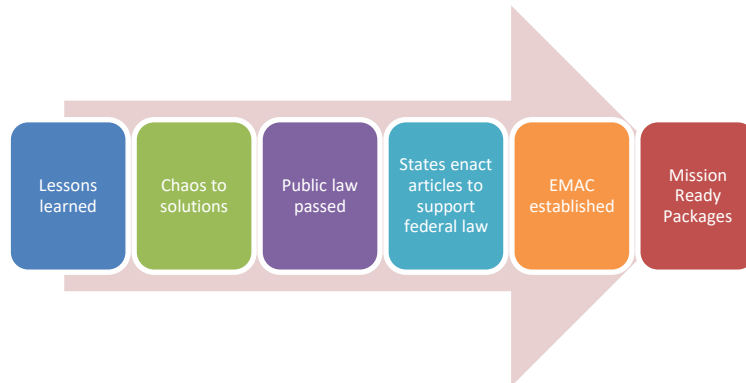 Lessons
learned
Chaos to
solutions
Public law
passed
States enact
articles to
support
federal law
EMAC
established
Mission
Ready
Packages